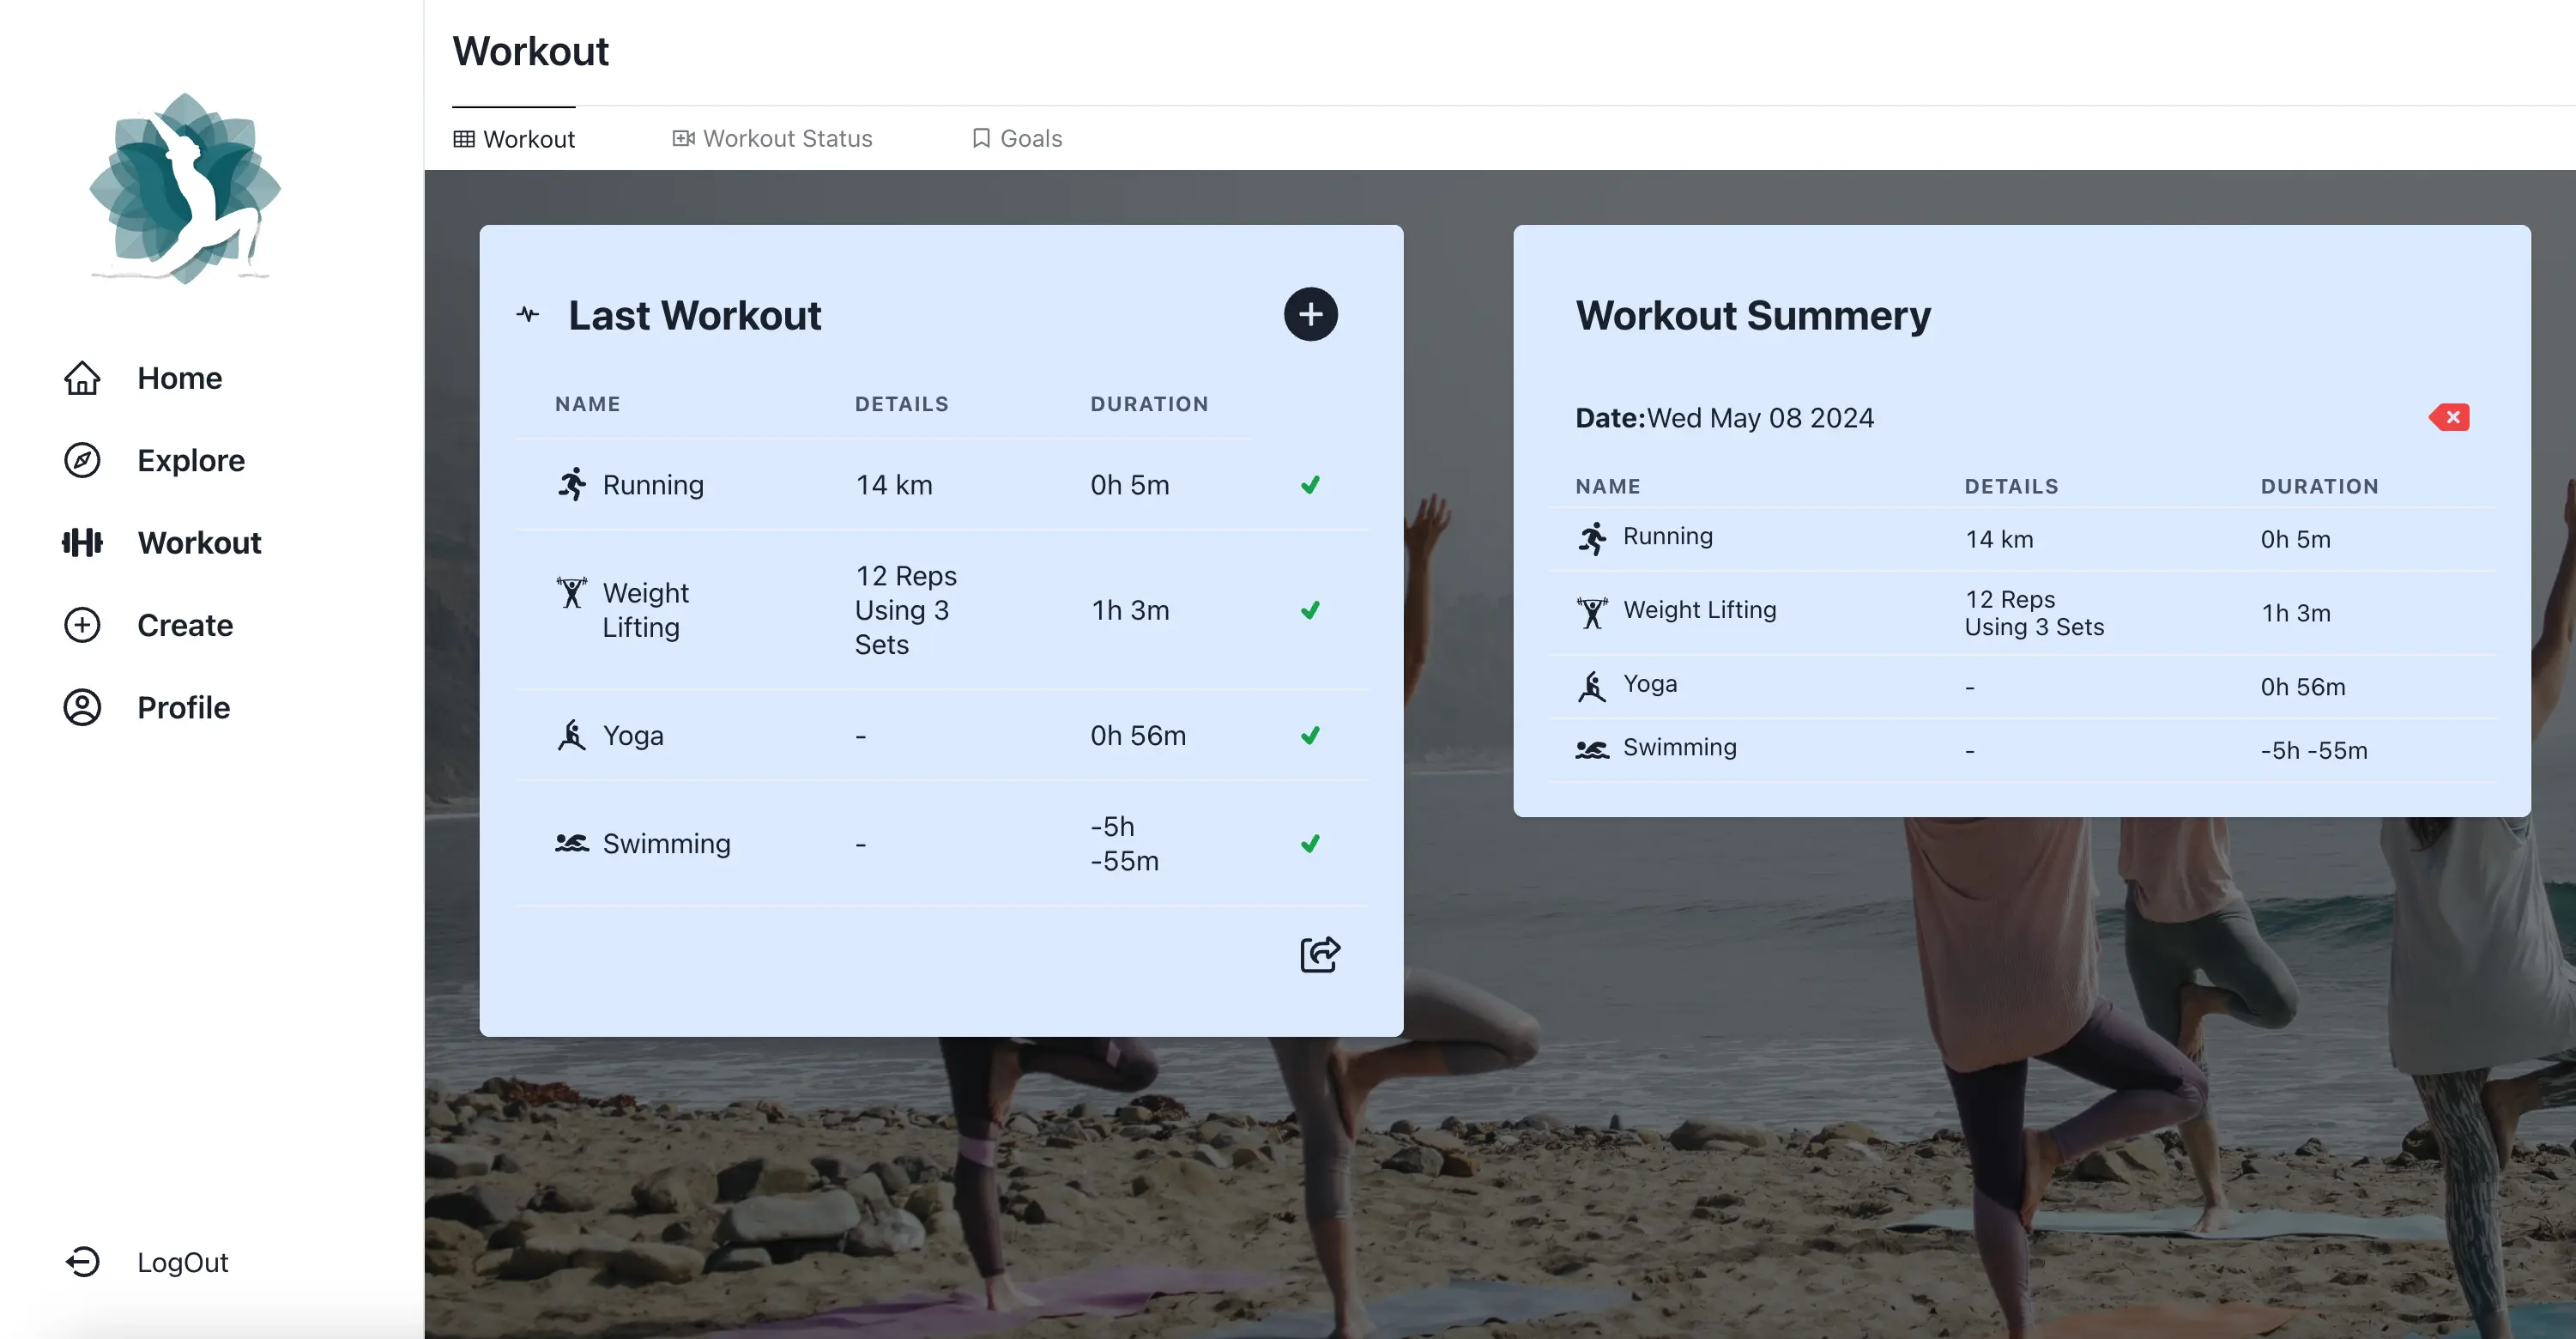 Workout
Workout
Workout Status
Goals
Home
Explore
Workout
Create
Profile
LogOut
Last Workout
NAME DETAILS DURATION
Running 14 km 0h 5m
Weight
Lifting
12 Reps
Using 3
Sets
1h 3m
Yoga - 0h 56m
Swimming - -5h
-55m
Workout Summery
Date:Wed May 08 2024
NAME DETAILS DURATION
Running 14 km 0h 5m
Weight Lifting
12 Reps
Using 3 Sets
1h 3m
Yoga - 0h 56m
Swimming - -5h -55m